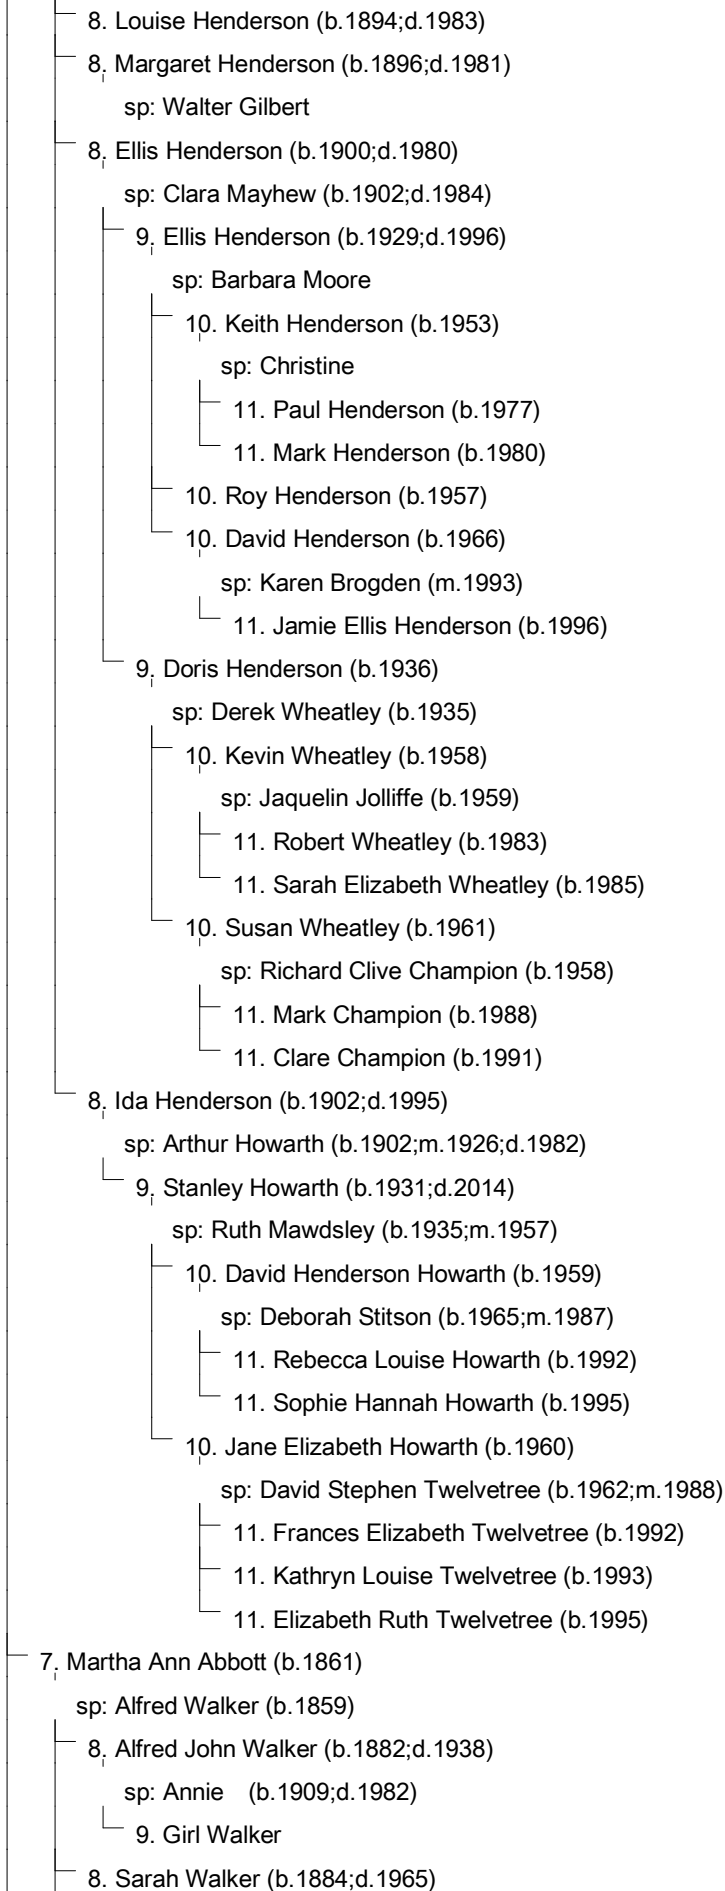 8. Louise Henderson (b.1894;d.1983)
8. Margaret Henderson (b.1896;d.1981)
sp: Walter Gilbert
8. Ellis Henderson (b.1900;d.1980)
sp: Clara Mayhew (b.1902;d.1984)
9. Ellis Henderson (b.1929;d.1996)
sp: Barbara Moore
10. Keith Henderson (b.1953)
sp: Christine
11. Paul Henderson (b.1977)
11. Mark Henderson (b.1980)
10. Roy Henderson (b.1957)
10. David Henderson (b.1966)
sp: Karen Brogden (m.1993)
11. Jamie Ellis Henderson (b.1996)
9. Doris Henderson (b.1936)
sp: Derek Wheatley (b.1935)
10. Kevin Wheatley (b.1958)
sp: Jaquelin Jolliffe (b.1959)
11. Robert Wheatley (b.1983)
11. Sarah Elizabeth Wheatley (b.1985)
10. Susan Wheatley (b.1961)
sp: Richard Clive Champion (b.1958)
11. Mark Champion (b.1988)
11. Clare Champion (b.1991)
8. Ida Henderson (b.1902;d.1995)
sp: Arthur Howarth (b.1902;m.1926;d.1982)
9. Stanley Howarth (b.1931;d.2014)
sp: Ruth Mawdsley (b.1935;m.1957)
10. David Henderson Howarth (b.1959)
sp: Deborah Stitson (b.1965;m.1987)
11. Rebecca Louise Howarth (b.1992)
11. Sophie Hannah Howarth (b.1995)
10. Jane Elizabeth Howarth (b.1960)
sp: David Stephen Twelvetree (b.1962;m.1988)
11. Frances Elizabeth Twelvetree (b.1992)
11. Kathryn Louise Twelvetree (b.1993)
11. Elizabeth Ruth Twelvetree (b.1995)
7. Martha Ann Abbott (b.1861)
sp: Alfred Walker (b.1859)
8. Alfred John Walker (b.1882;d.1938)
sp: Annie (b.1909;d.1982)
9. Girl Walker
8. Sarah Walker (b.1884;d.1965)